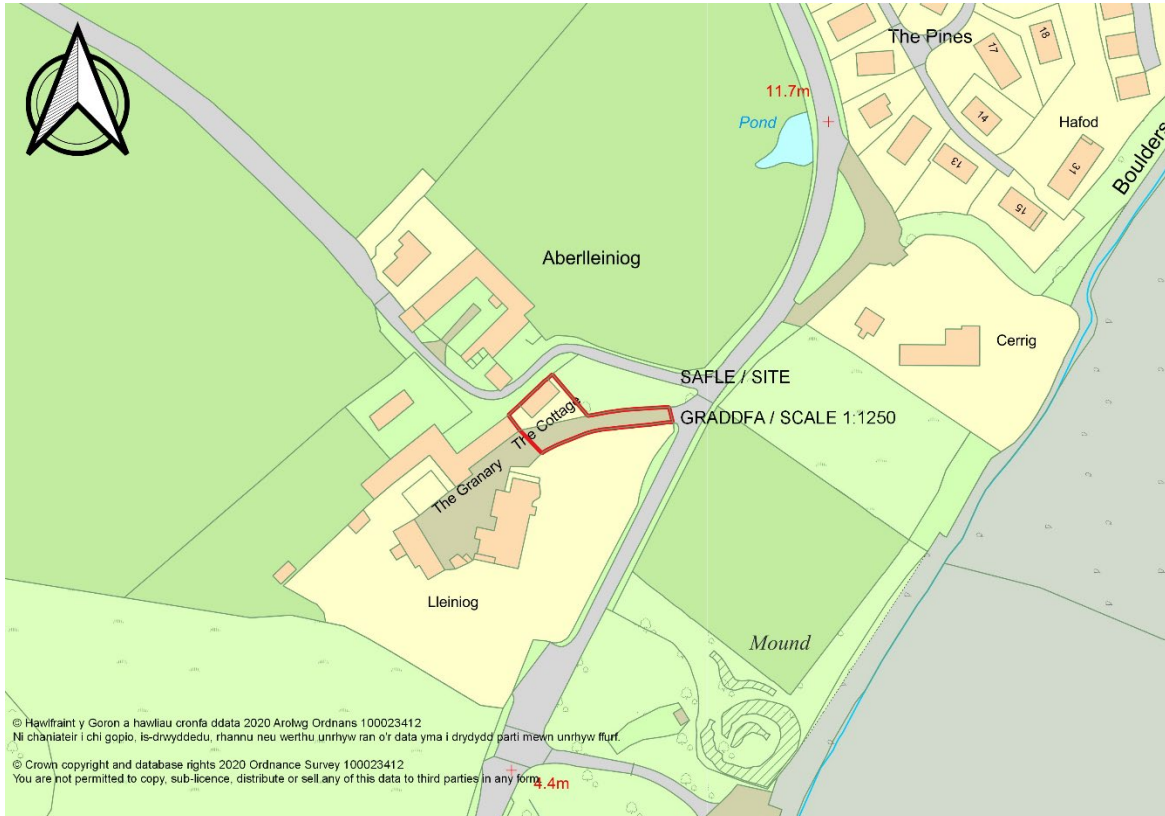 The Pines
18
17
11.7m
Pond
14
Hafod
31
13
Boulders
15
Aberlleiniog
Cerrig
SAFLE / SITE
GRADDFA / SCALE 1:1250
The Cottage
The Granary
Lleiniog
Mound
© Hawlfraint y Goron a hawliau cronfa ddata 2020 Arolwg Ordnans 100023412
Ni chaniateir i chi gopio, is-drwyddedu, rhannu neu werthu unrhyw ran o'r data yma i drydydd parti mewn unrhyw ffurf.
© Crown copyright and database rights 2020 Ordnance Survey 100023412
You are not permitted to copy, sub-licence, distribute or sell any of this data to third parties in any form.
4.4m